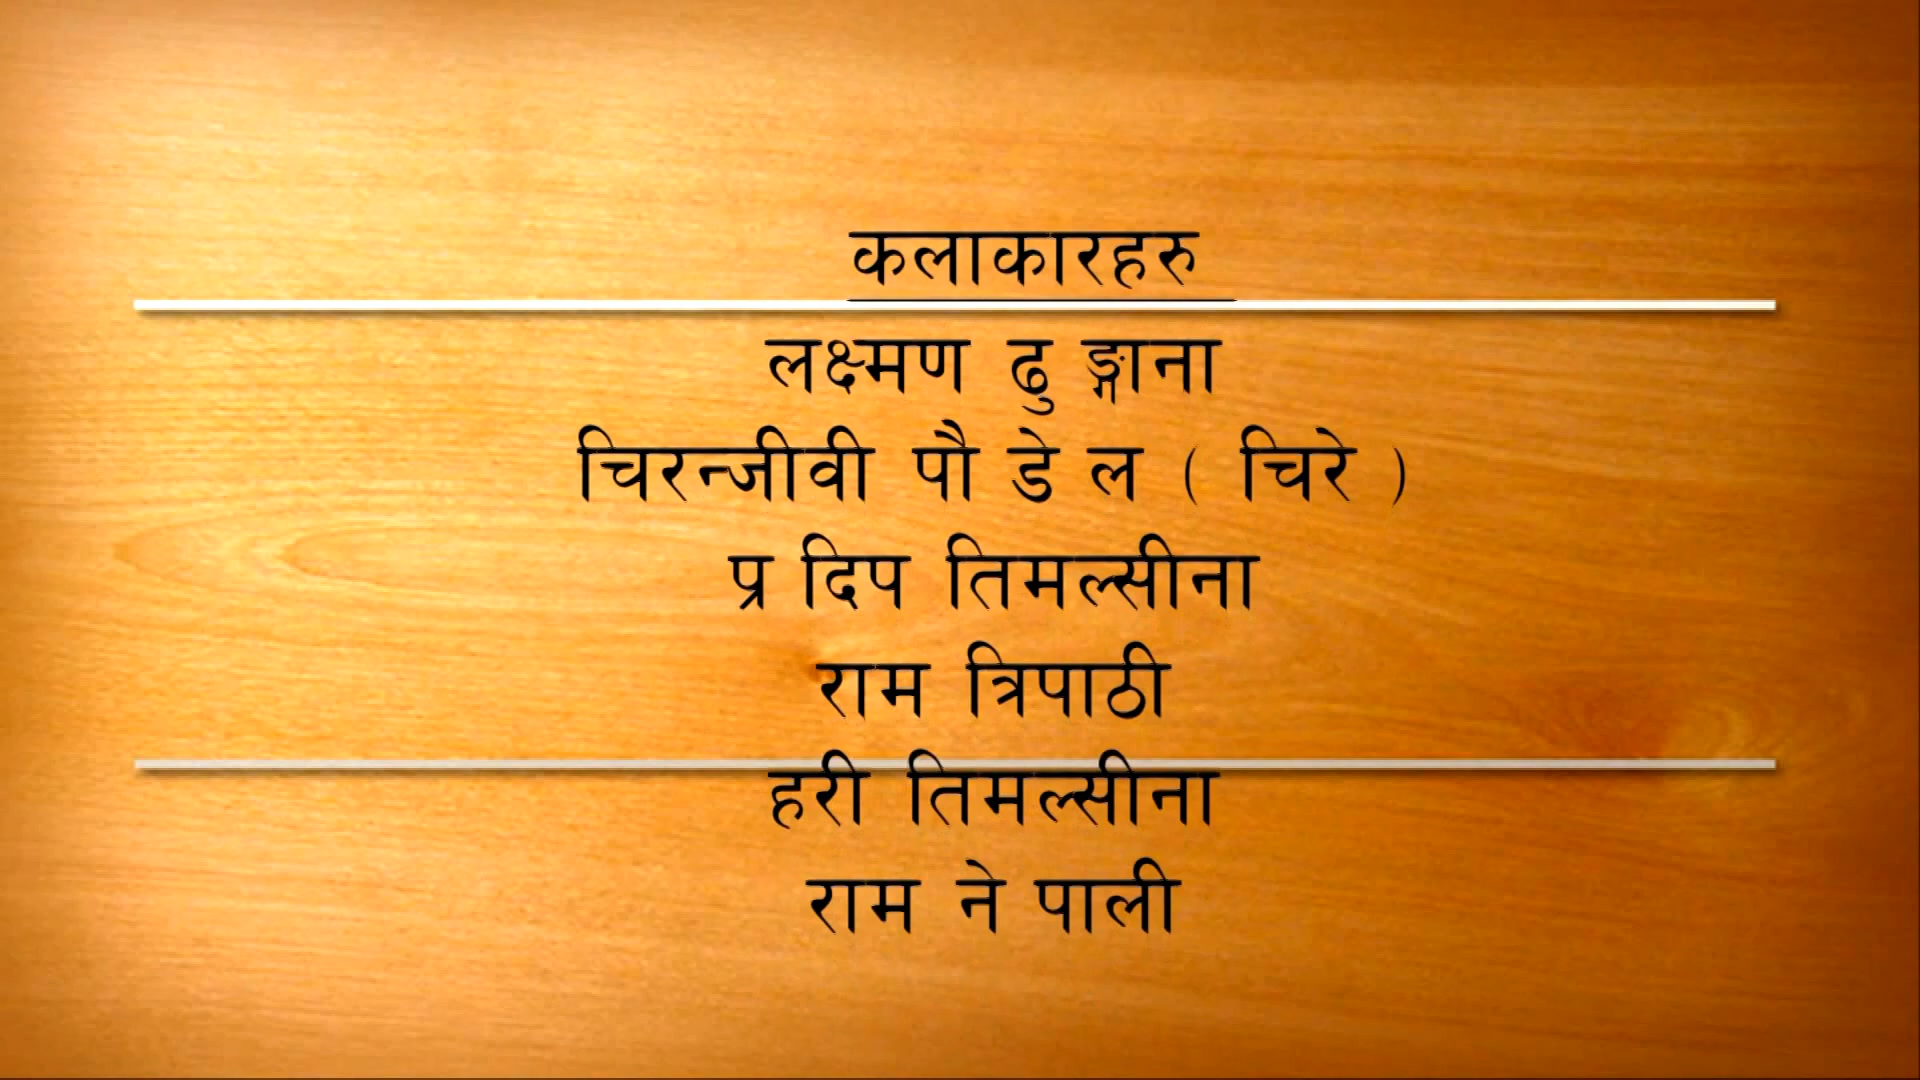 कलाकारहरु
लक्ष्मण ढुङ्गाना
चिरन्जीवी पौडेल ( चिरे )
प्रदिप तिमल्सीना
राम त्रिपाठी
हरी तिमल्सीना
राम नेपाली